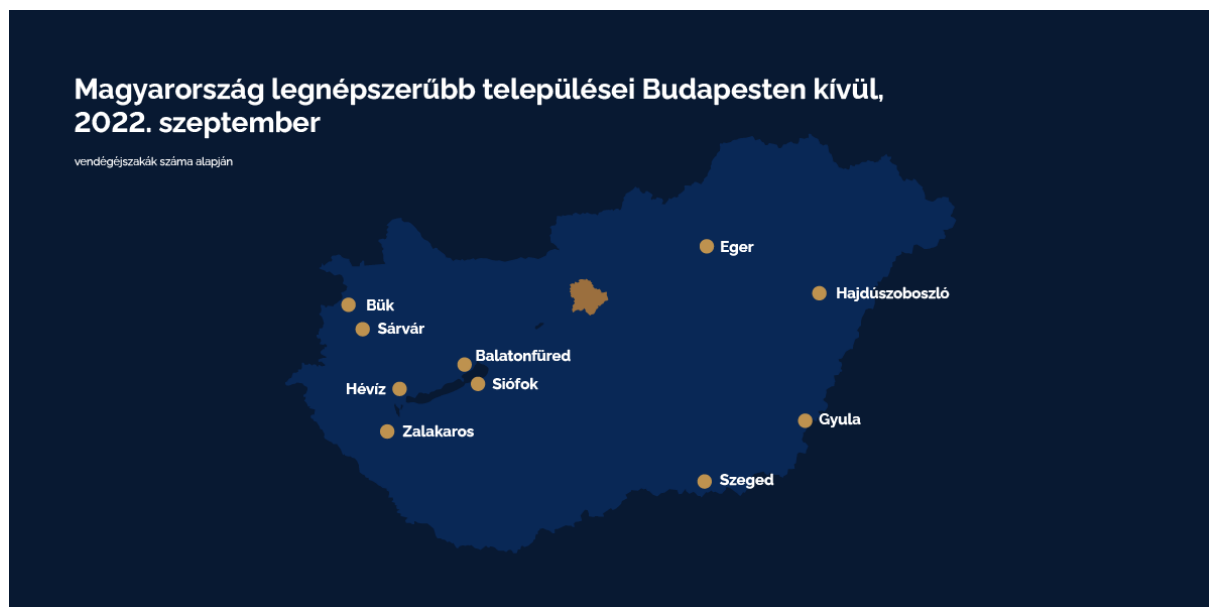 Magyarország legnépszerűbb települései Budapesten kívül,
2022. szeptember
vendégéjszakák száma alapján
Eger
Hajdúszoboszló
Bük
Sárvár
Balatonfüred
Siófok
Hévíz
Zalakaros
Gyula
Szeged